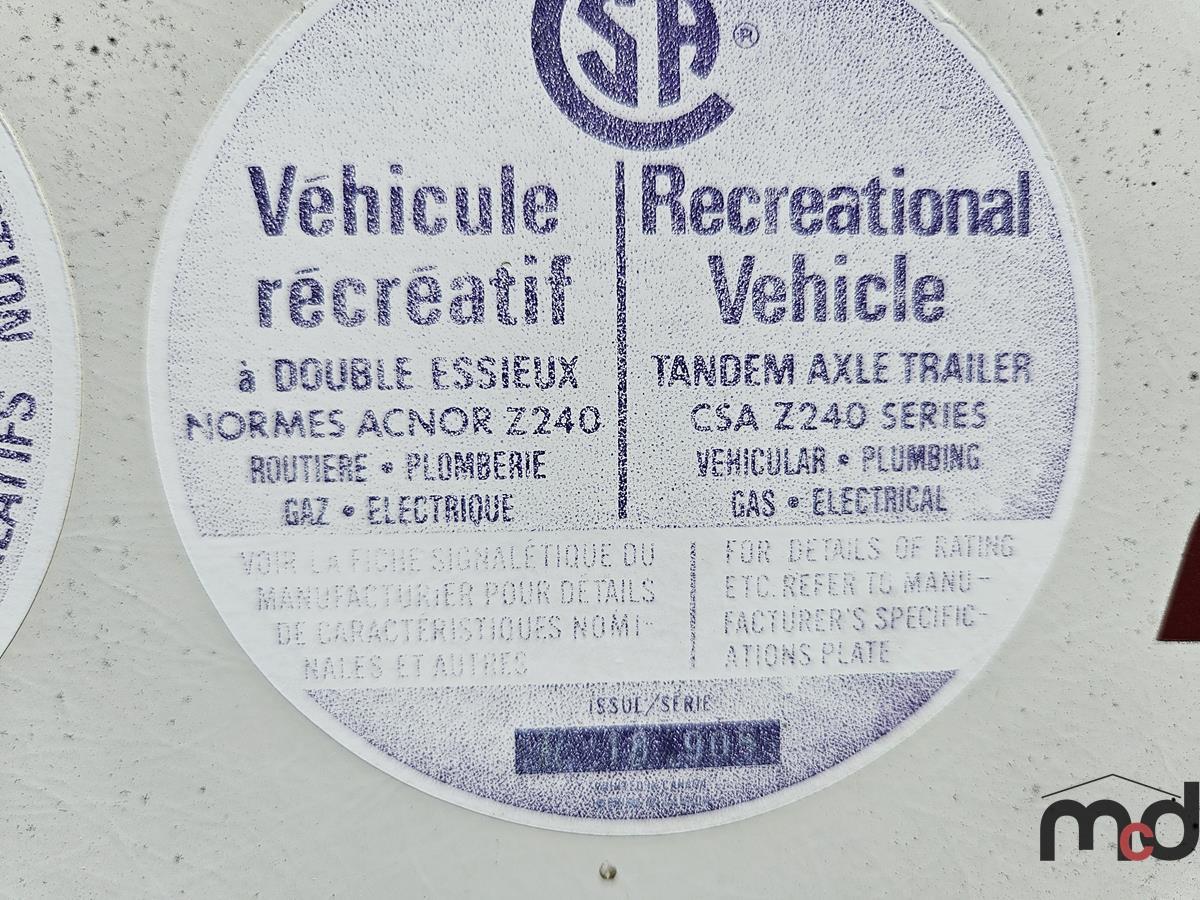 CSA ®
Véhicule
récréatif
à DOUBLE ESSIEUX
NORMES ACNOR Z240
ROUTIERE • PLOMBERIE
GAZ • ELECTRIQUE
Recreational
Vehicle
TANDEM AXLE TRAILER
CSA Z240 SERIES
VEHICULAR • PLUMBING
GAS • ELECTRICAL
VOIR LA FICHE SIGNALÉTIQUE DU
MANUFACTURIER POUR DÉTAILS
DE CARACTÉRISTIQUES NOMI-
NALES ET AUTRES
FOR DETAILS OF RATING
ETC. REFER TO MANU-
FACTURER'S SPECIFIC-
ATIONS PLATE
ISSUE/SÉRIE
mcd